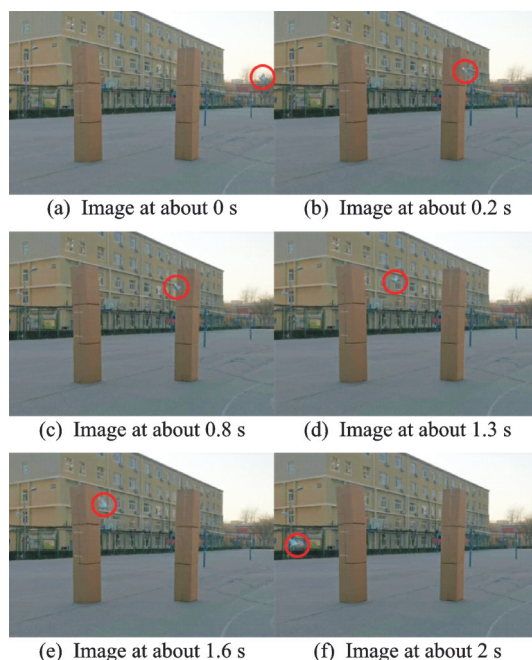 (a) Image at about 0 s
(b) Image at about 0.2 s
(c) Image at about 0.8 s
(d) Image at about 1.3 s
(e) Image at about 1.6 s
(f) Image at about 2 s